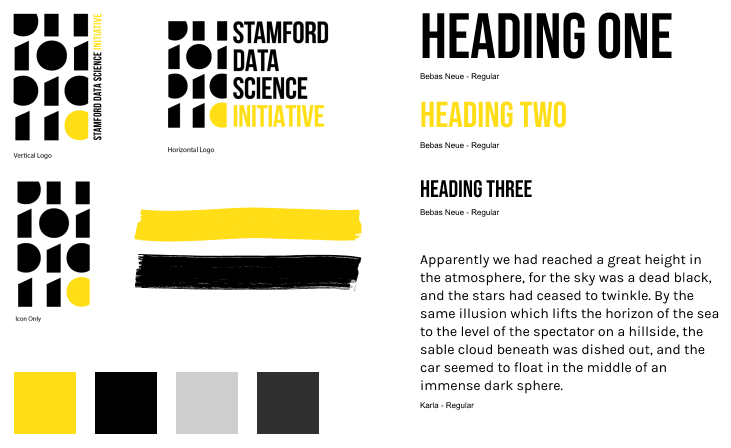 STAMFORD DATA SCIENCE INITIATIVE
Vertical Logo
STAMFORD
DATA
SCIENCE
INITIATIVE
Horizontal Logo
Icon Only
HEADING ONE
Bebas Neue - Regular
HEADING TWO
Bebas Neue - Regular
HEADING THREE
Bebas Neue - Regular
Apparently we had reached a great height in
the atmosphere, for the sky was a dead black,
and the stars had ceased to twinkle. By the
same illusion which lifts the horizon of the sea
to the level of the spectator on a hillside, the
sable cloud beneath was dished out, and the
car seemed to float in the middle of an
immense dark sphere.
Karla - Regular